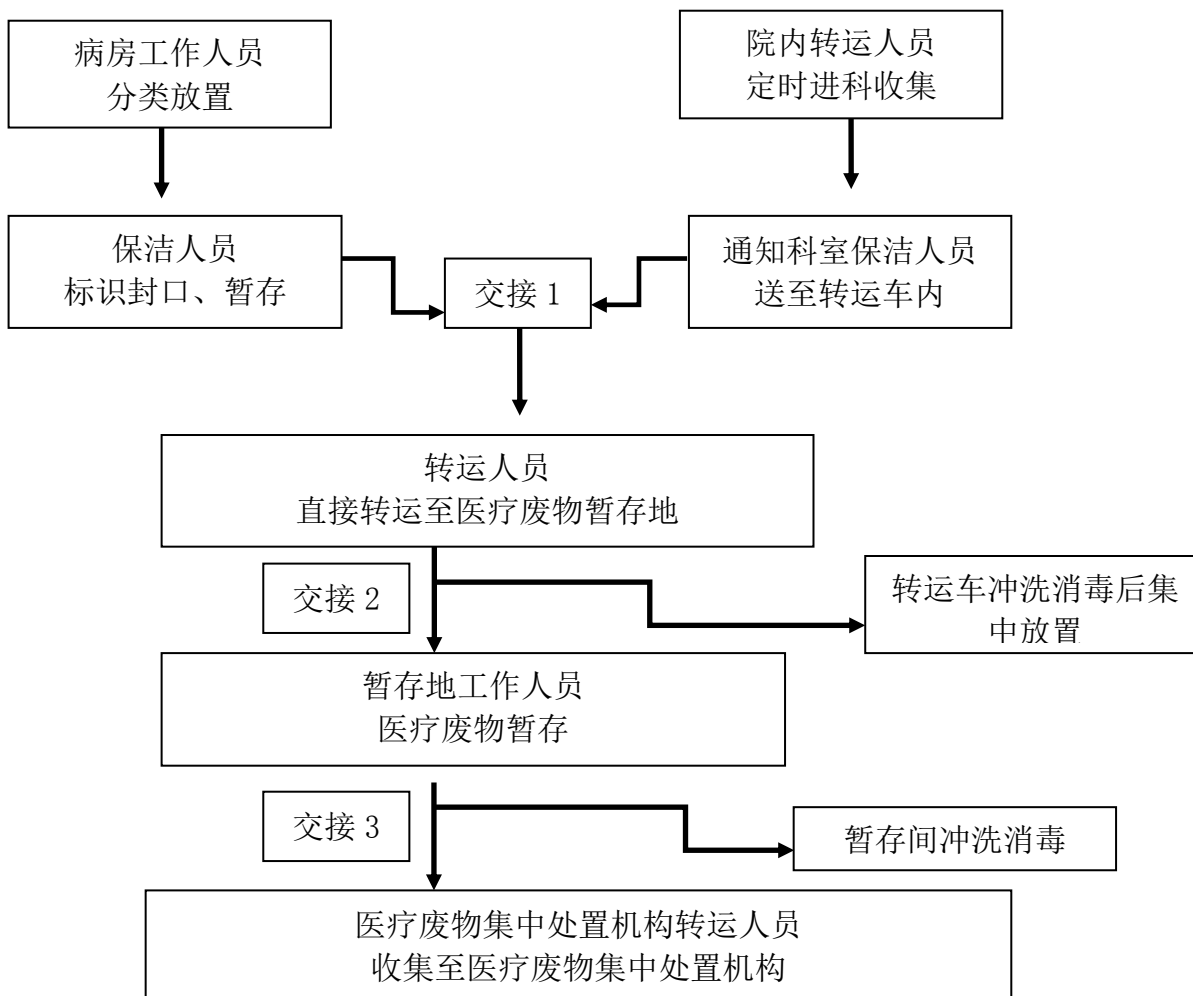 病房工作人员
分类放置
院内转运人员
定时进科收集
保洁人员
标识封口、暂存
交接 1
通知科室保洁人员
送至转运车内
转运人员
直接转运至医疗废物暂存地
交接 2
转运车冲洗消毒后集
中放置
暂存地工作人员
医疗废物暂存
交接 3
暂存间冲洗消毒
医疗废物集中处置机构转运人员
收集至医疗废物集中处置机构